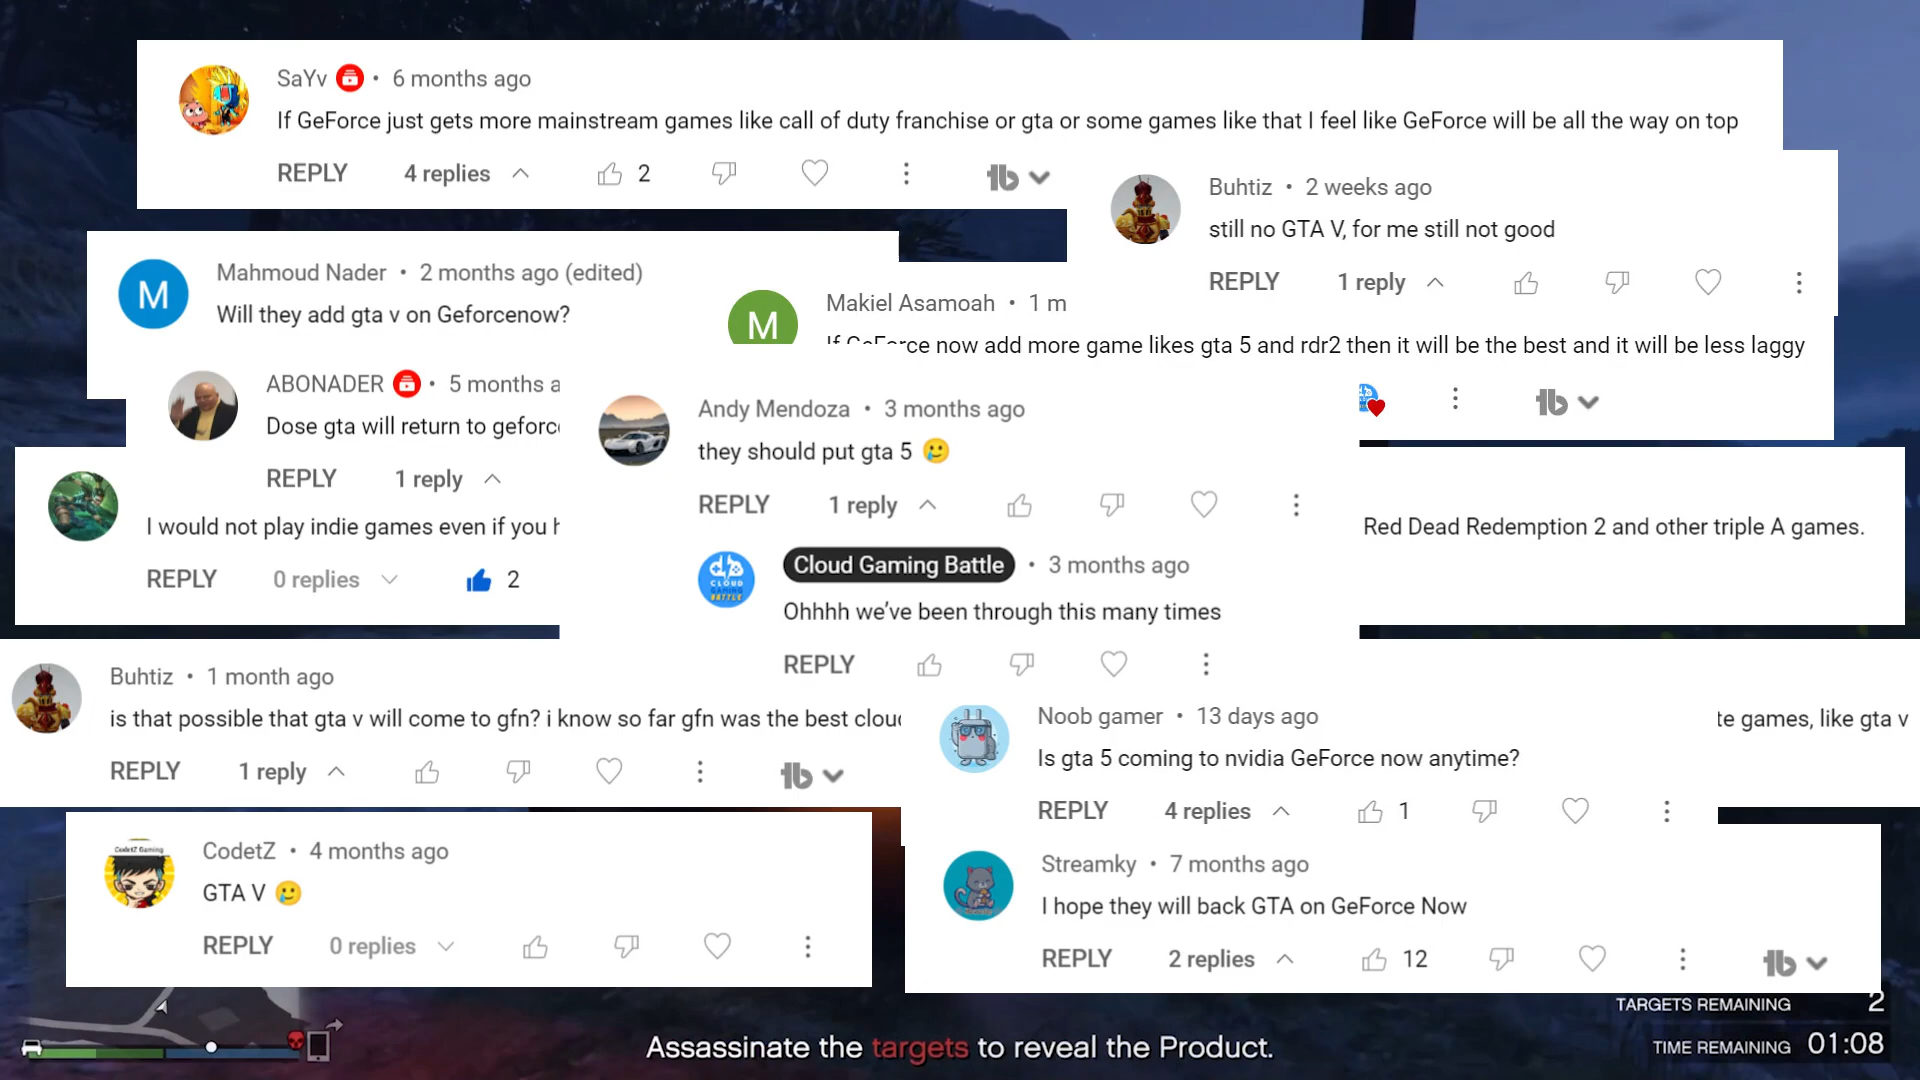 SaYv • 6 months ago
If GeForce just gets more mainstream games like call of duty franchise or gta or some games like that I feel like GeForce will be all the way on top
REPLY 4 replies 2
Buhtiz • 2 weeks ago
still no GTA V, for me still not good
REPLY 1 reply
M
Mahmoud Nader • 2 months ago (edited)
Will they add gta v on Geforcenow?
M
Makiel Asamoah • 1 m
If GeForce now add more game likes gta 5 and rdr2 then it will be the best and it will be less laggy
ABONADER • 5 months a
Dose gta will return to geforc
REPLY 1 reply
Andy Mendoza • 3 months ago
they should put gta 5 🥲
REPLY 1 reply
I would not play indie games even if you h
Red Dead Redemption 2 and other triple A games.
REPLY 0 replies 2
CLOUD
GAMING
BATTLE
Cloud Gaming Battle • 3 months ago
Ohhhh we've been through this many times
REPLY
Buhtiz • 1 month ago
is that possible that gta v will come to gfn? i know so far gfn was the best clou
te games, like gta v
REPLY 1 reply
Noob gamer • 13 days ago
Is gta 5 coming to nvidia GeForce now anytime?
REPLY 4 replies 1
CodetZ Gaming
CodetZ • 4 months ago
GTA V 🥲
REPLY 0 replies
Streamky • 7 months ago
I hope they will back GTA on GeForce Now
REPLY 2 replies 12
TARGETS REMAINING 2
TIME REMAINING 01:08
Assassinate the targets to reveal the Product.